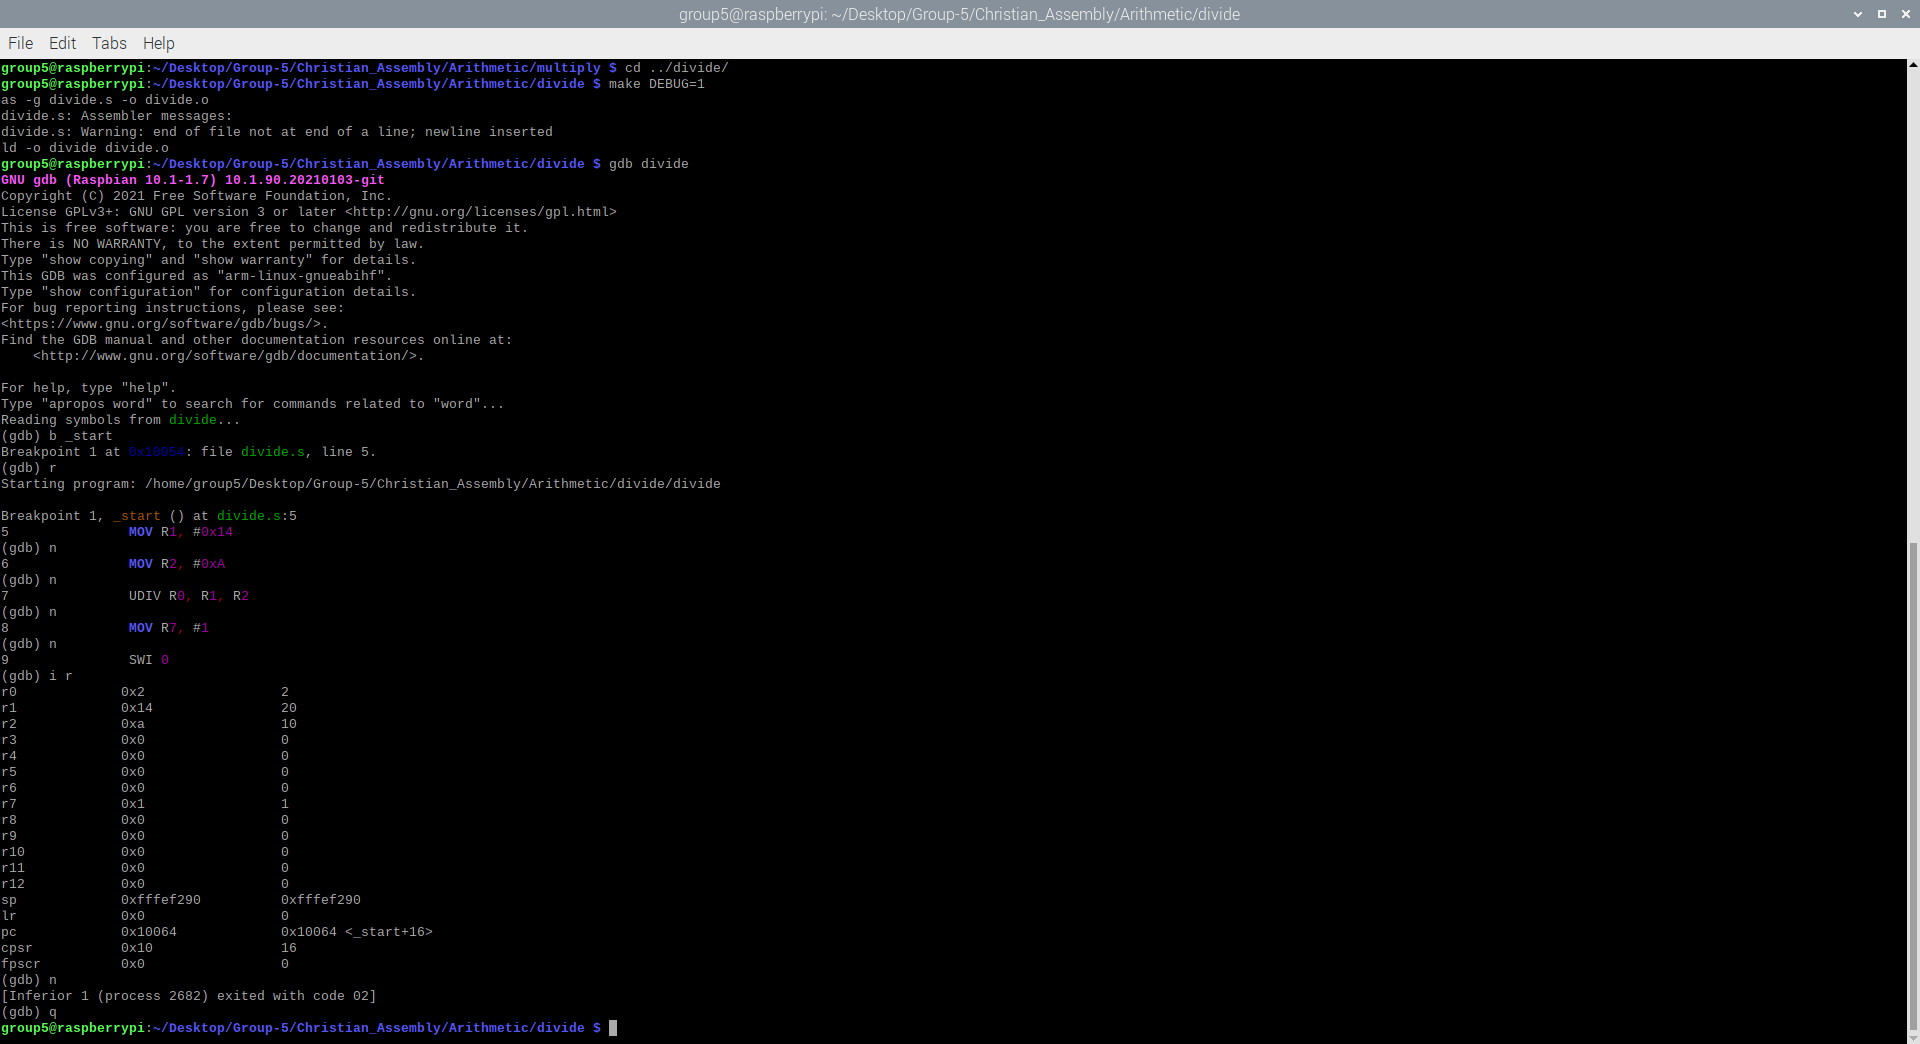 group5@raspberrypi: ~/Desktop/Group-5/Christian_Assembly/Arithmetic/divide
File Edit Tabs Help
group5@raspberrypi:~/Desktop/Group-5/Christian_Assembly/Arithmetic/multiply $ cd ../divide/
group5@raspberrypi:~/Desktop/Group-5/Christian_Assembly/Arithmetic/divide $ make DEBUG=1
as -g divide.s -o divide.o
divide.s: Assembler messages:
divide.s: Warning: end of file not at end of a line; newline inserted
ld -o divide divide.o
group5@raspberrypi:~/Desktop/Group-5/Christian_Assembly/Arithmetic/divide $ gdb divide
GNU gdb (Raspbian 10.1-1.7) 10.1.90.20210103-git
Copyright (C) 2021 Free Software Foundation, Inc.
License GPLv3+: GNU GPL version 3 or later <http://gnu.org/licenses/gpl.html>
This is free software: you are free to change and redistribute it.
There is NO WARRANTY, to the extent permitted by law.
Type "show copying" and "show warranty" for details.
This GDB was configured as "arm-linux-gnueabihf".
Type "show configuration" for configuration details.
For bug reporting instructions, please see:
<https://www.gnu.org/software/gdb/bugs/>.
Find the GDB manual and other documentation resources online at:
    <http://www.gnu.org/software/gdb/documentation/>.

For help, type "help".
Type "apropos word" to search for commands related to "word"...
Reading symbols from divide...
(gdb) b _start
Breakpoint 1 at 0x10054: file divide.s, line 5.
(gdb) r
Starting program: /home/group5/Desktop/Group-5/Christian_Assembly/Arithmetic/divide/divide

Breakpoint 1, _start () at divide.s:5
5               MOV R1, #0x14
(gdb) n
6               MOV R2, #0xA
(gdb) n
7               UDIV R0, R1, R2
(gdb) n
8               MOV R7, #1
(gdb) n
9               SWI 0
(gdb) i r
r0             0x2                 2
r1             0x14                20
r2             0xa                 10
r3             0x0                 0
r4             0x0                 0
r5             0x0                 0
r6             0x0                 0
r7             0x1                 1
r8             0x0                 0
r9             0x0                 0
r10            0x0                 0
r11            0x0                 0
r12            0x0                 0
sp             0xfffef290          0xfffef290
lr             0x0                 0
pc             0x10064             0x10064 <_start+16>
cpsr           0x10                16
fpscr          0x0                 0
(gdb) n
[Inferior 1 (process 2682) exited with code 02]
(gdb) q
group5@raspberrypi:~/Desktop/Group-5/Christian_Assembly/Arithmetic/divide $